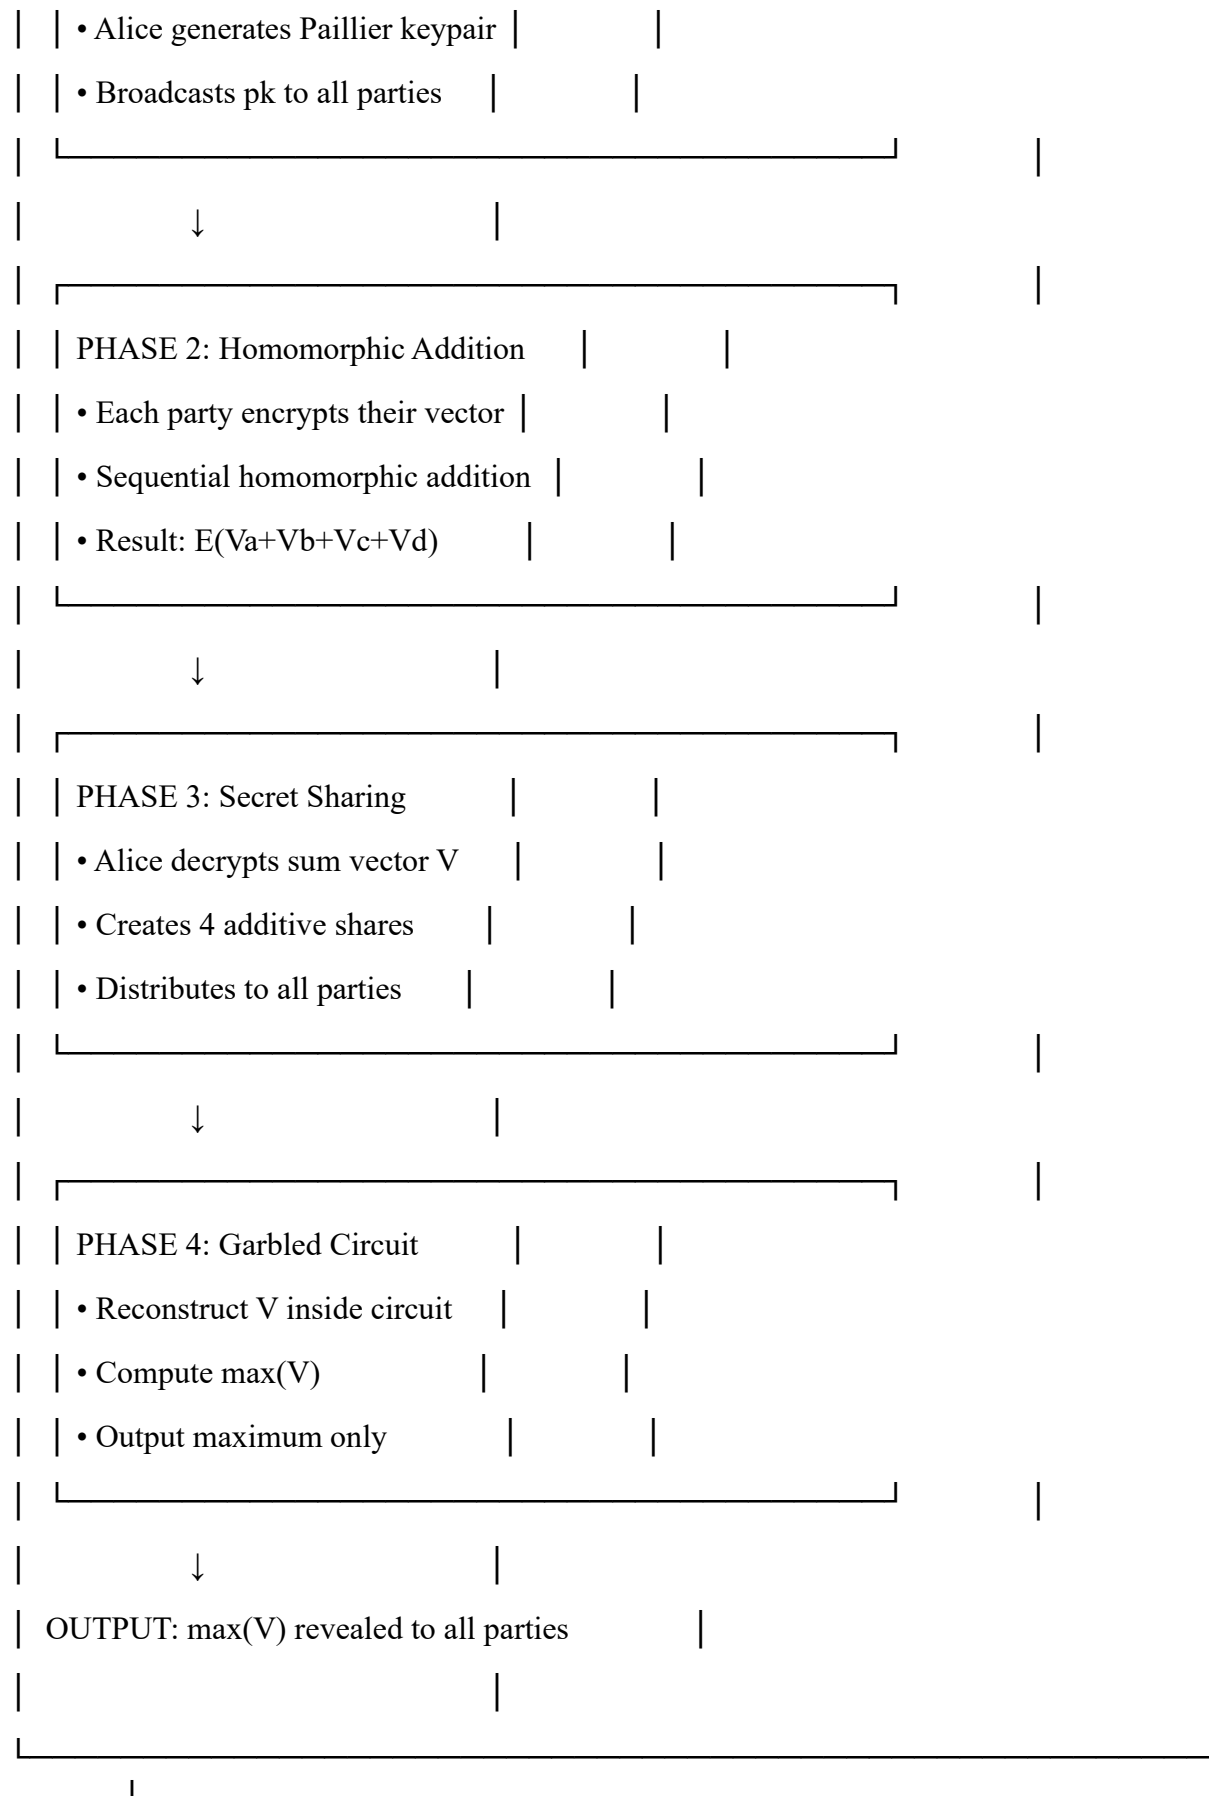 • Alice generates Paillier keypair
• Broadcasts pk to all parties
↓
PHASE 2: Homomorphic Addition
• Each party encrypts their vector
• Sequential homomorphic addition
• Result: E(Va+Vb+Vc+Vd)
↓
PHASE 3: Secret Sharing
• Alice decrypts sum vector V
• Creates 4 additive shares
• Distributes to all parties
↓
PHASE 4: Garbled Circuit
• Reconstruct V inside circuit
• Compute max(V)
• Output maximum only
↓
OUTPUT: max(V) revealed to all parties